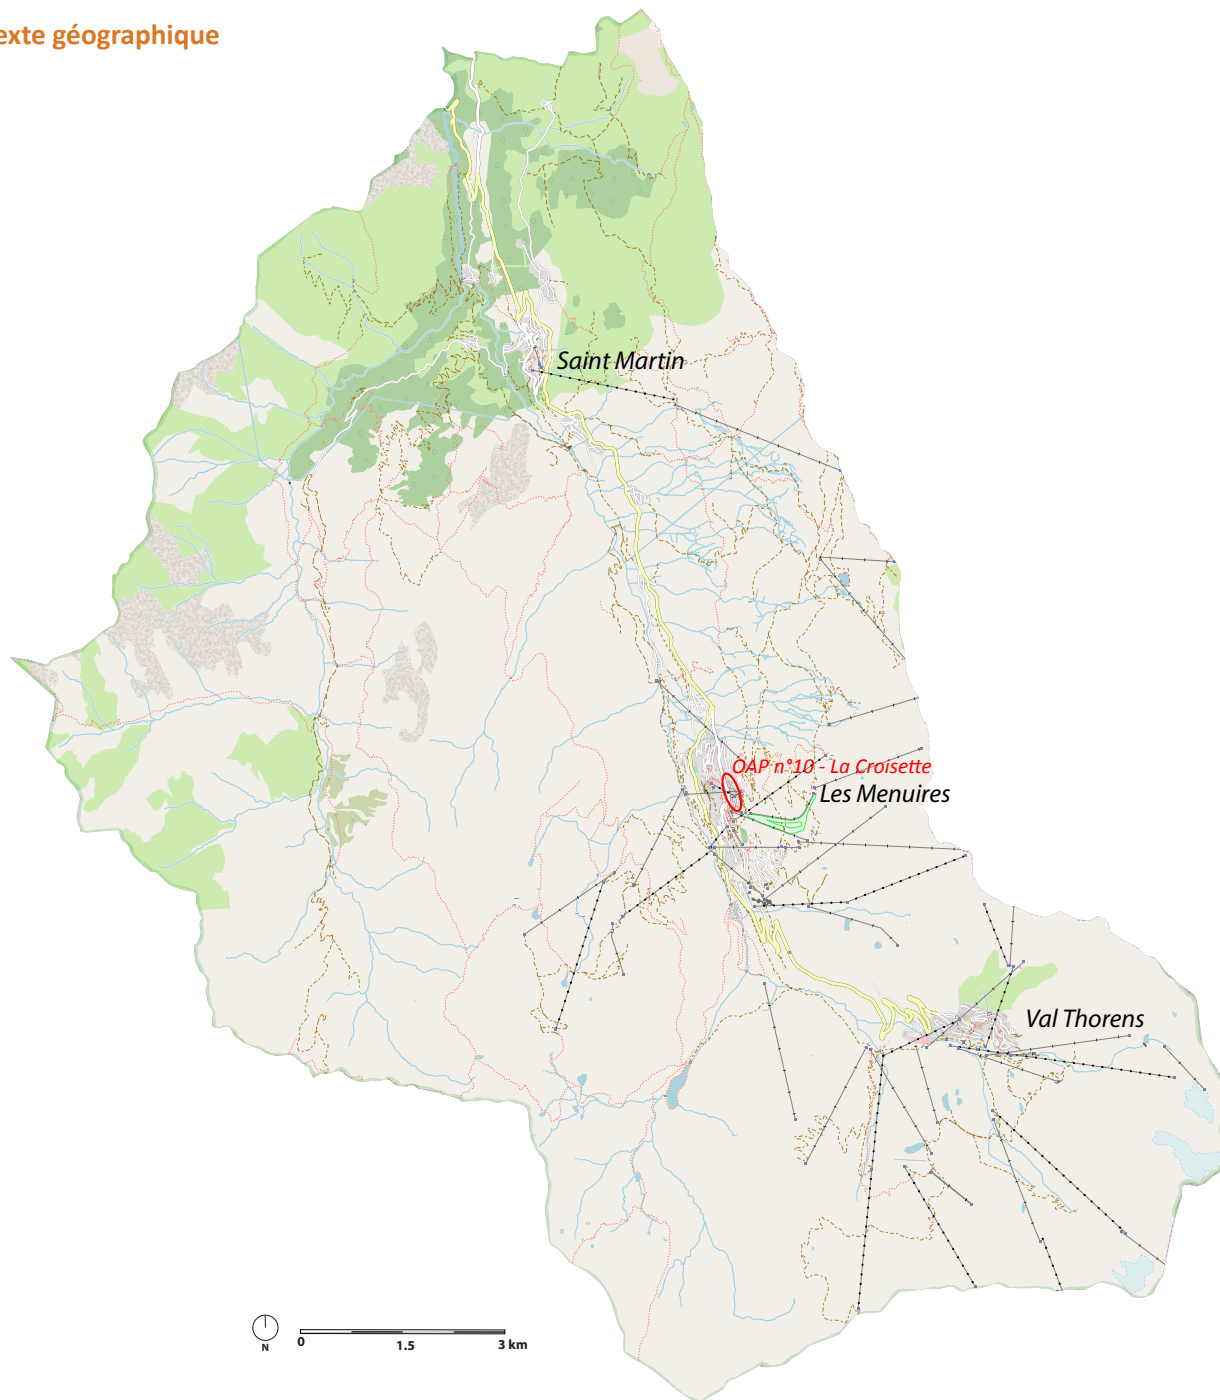 exte géographique
Saint Martin
OAP n°10 - La Croisette
Les Menuires
Val Thorens
N
0
1.5
3 km